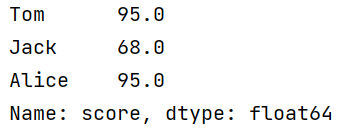 Tom      95.0
Jack     68.0
Alice    95.0
Name: score, dtype: float64